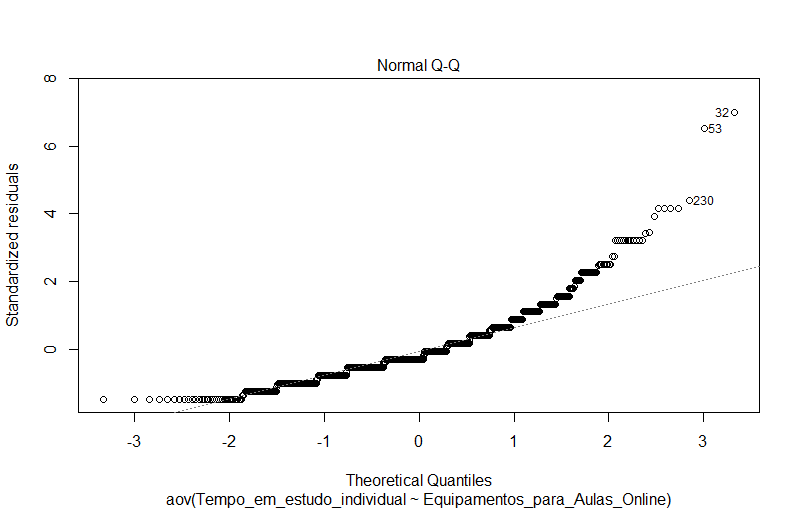 Normal Q-Q
Standardized residuals
8
6
4
2
0
32
53
230
-3 -2 -1 0 1 2 3
Theoretical Quantiles
aov(Tempo_em_estudo_individual ~ Equipamentos_para_Aulas_Online)